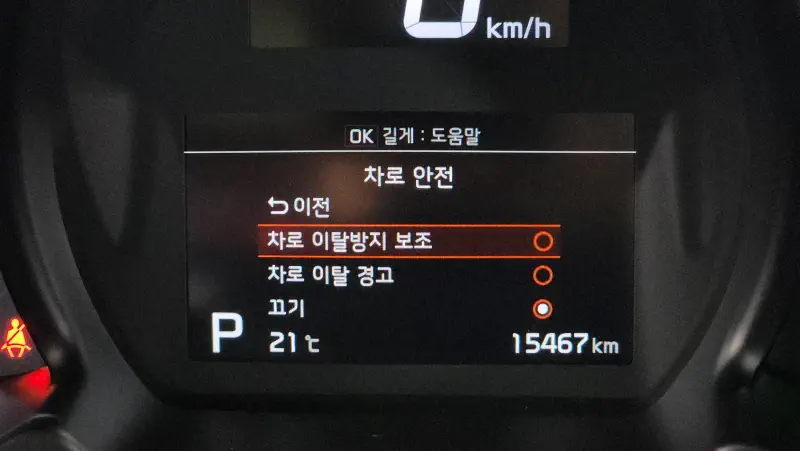 0 km/h
OK 길게 : 도움말
차로 안전
이전
차로 이탈방지 보조
차로 이탈 경고
끄기
P 21℃ 15467 km